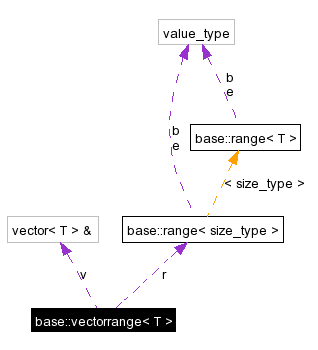 value_type
b
e
base::range< T >
b
e
< size_type >
vector< T > &
base::range< size_type >
v
r
base::vectorrange< T >